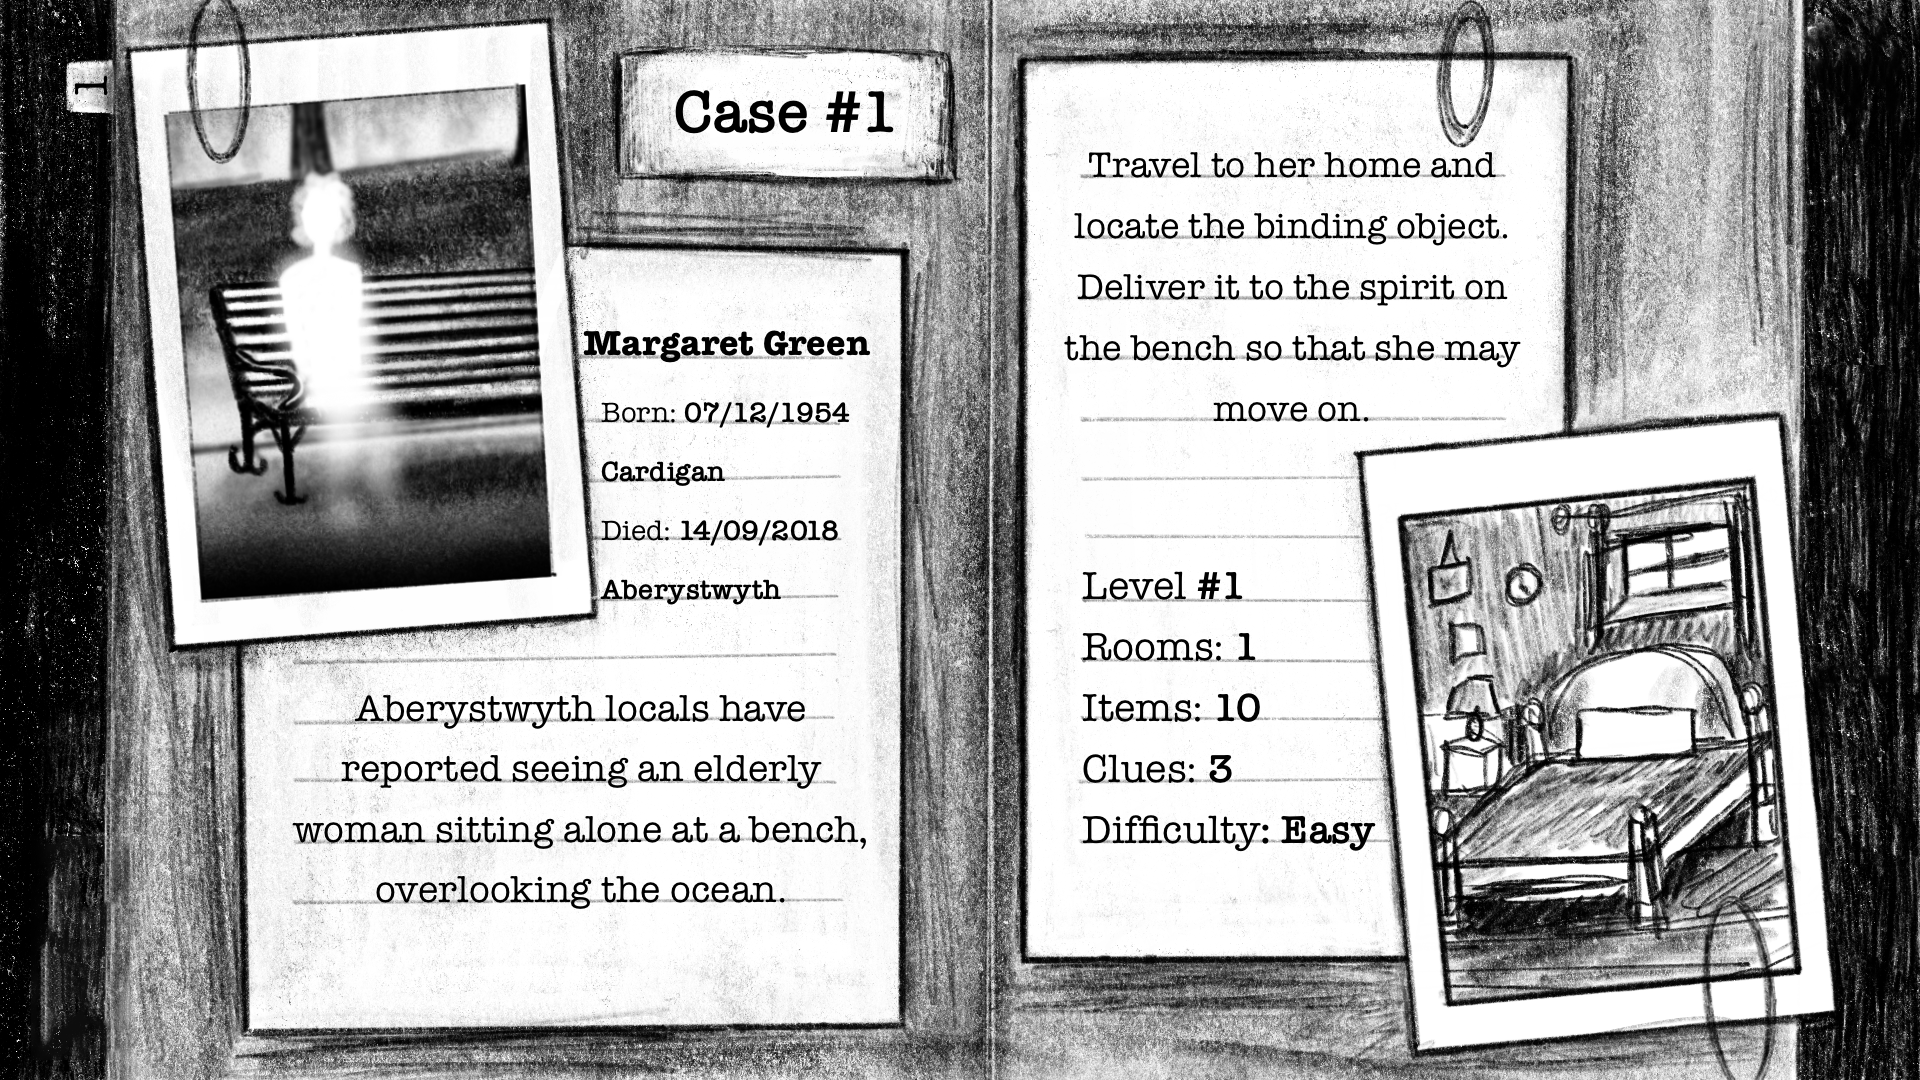 1
Case #1
Margaret Green
Born: 07/12/1954
Cardigan
Died: 14/09/2018
Aberystwyth
Aberystwyth locals have
reported seeing an elderly
woman sitting alone at a bench,
overlooking the ocean.
Travel to her home and
locate the binding object.
Deliver it to the spirit on
the bench so that she may
move on.
Level #1
Rooms: 1
Items: 10
Clues: 3
Difficulty: Easy